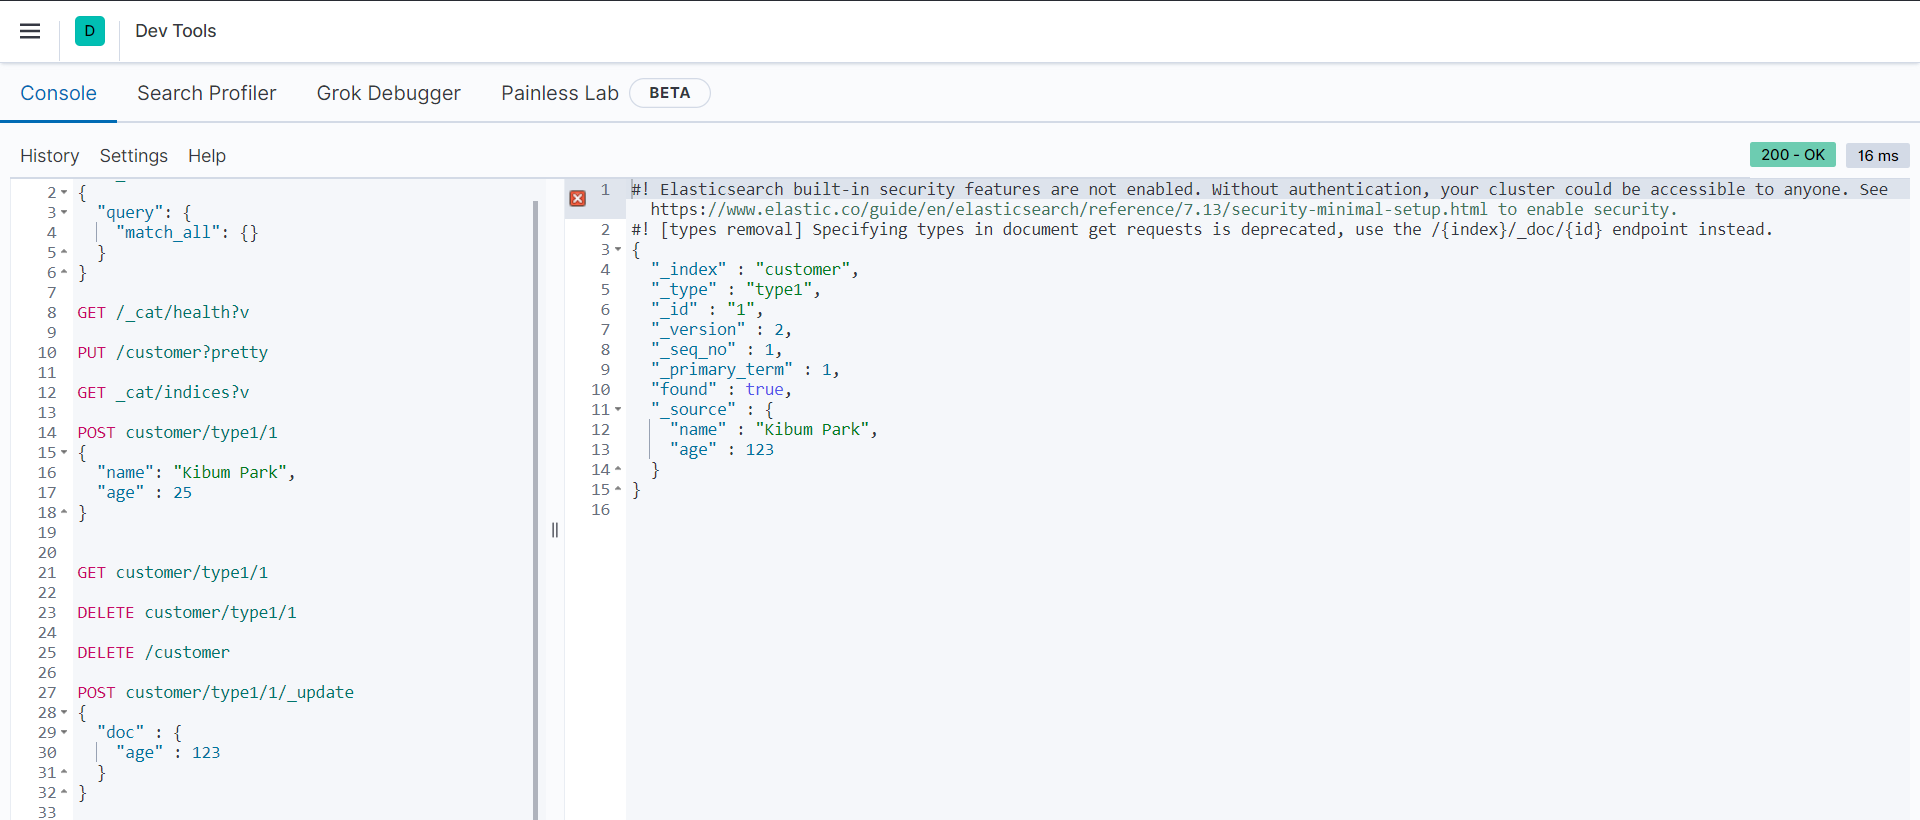 D Dev Tools
Console Search Profiler Grok Debugger Painless Lab BETA
History Settings Help
200 - OK 16 ms
2 {
3 "query": {
4 "match_all": {}
5 }
6 }
7
8 GET /_cat/health?v
9
10 PUT /customer?pretty
11
12 GET _cat/indices?v
13
14 POST customer/type1/1
15 {
16 "name": "Kibum Park",
17 "age" : 25
18 }
19
20
21 GET customer/type1/1
22
23 DELETE customer/type1/1
24
25 DELETE /customer
26
27 POST customer/type1/1/_update
28 {
29 "doc" : {
30 "age" : 123
31 }
32 }
33
1 #! Elasticsearch built-in security features are not enabled. Without authentication, your cluster could be accessible to anyone. See
https://www.elastic.co/guide/en/elasticsearch/reference/7.13/security-minimal-setup.html to enable security.
2 #! [types removal] Specifying types in document get requests is deprecated, use the /{index}/_doc/{id} endpoint instead.
3 {
4 "_index" : "customer",
5 "_type" : "type1",
6 "_id" : "1",
7 "_version" : 2,
8 "_seq_no" : 1,
9 "_primary_term" : 1,
10 "found" : true,
11 "_source" : {
12 "name" : "Kibum Park",
13 "age" : 123
14 }
15 }
16